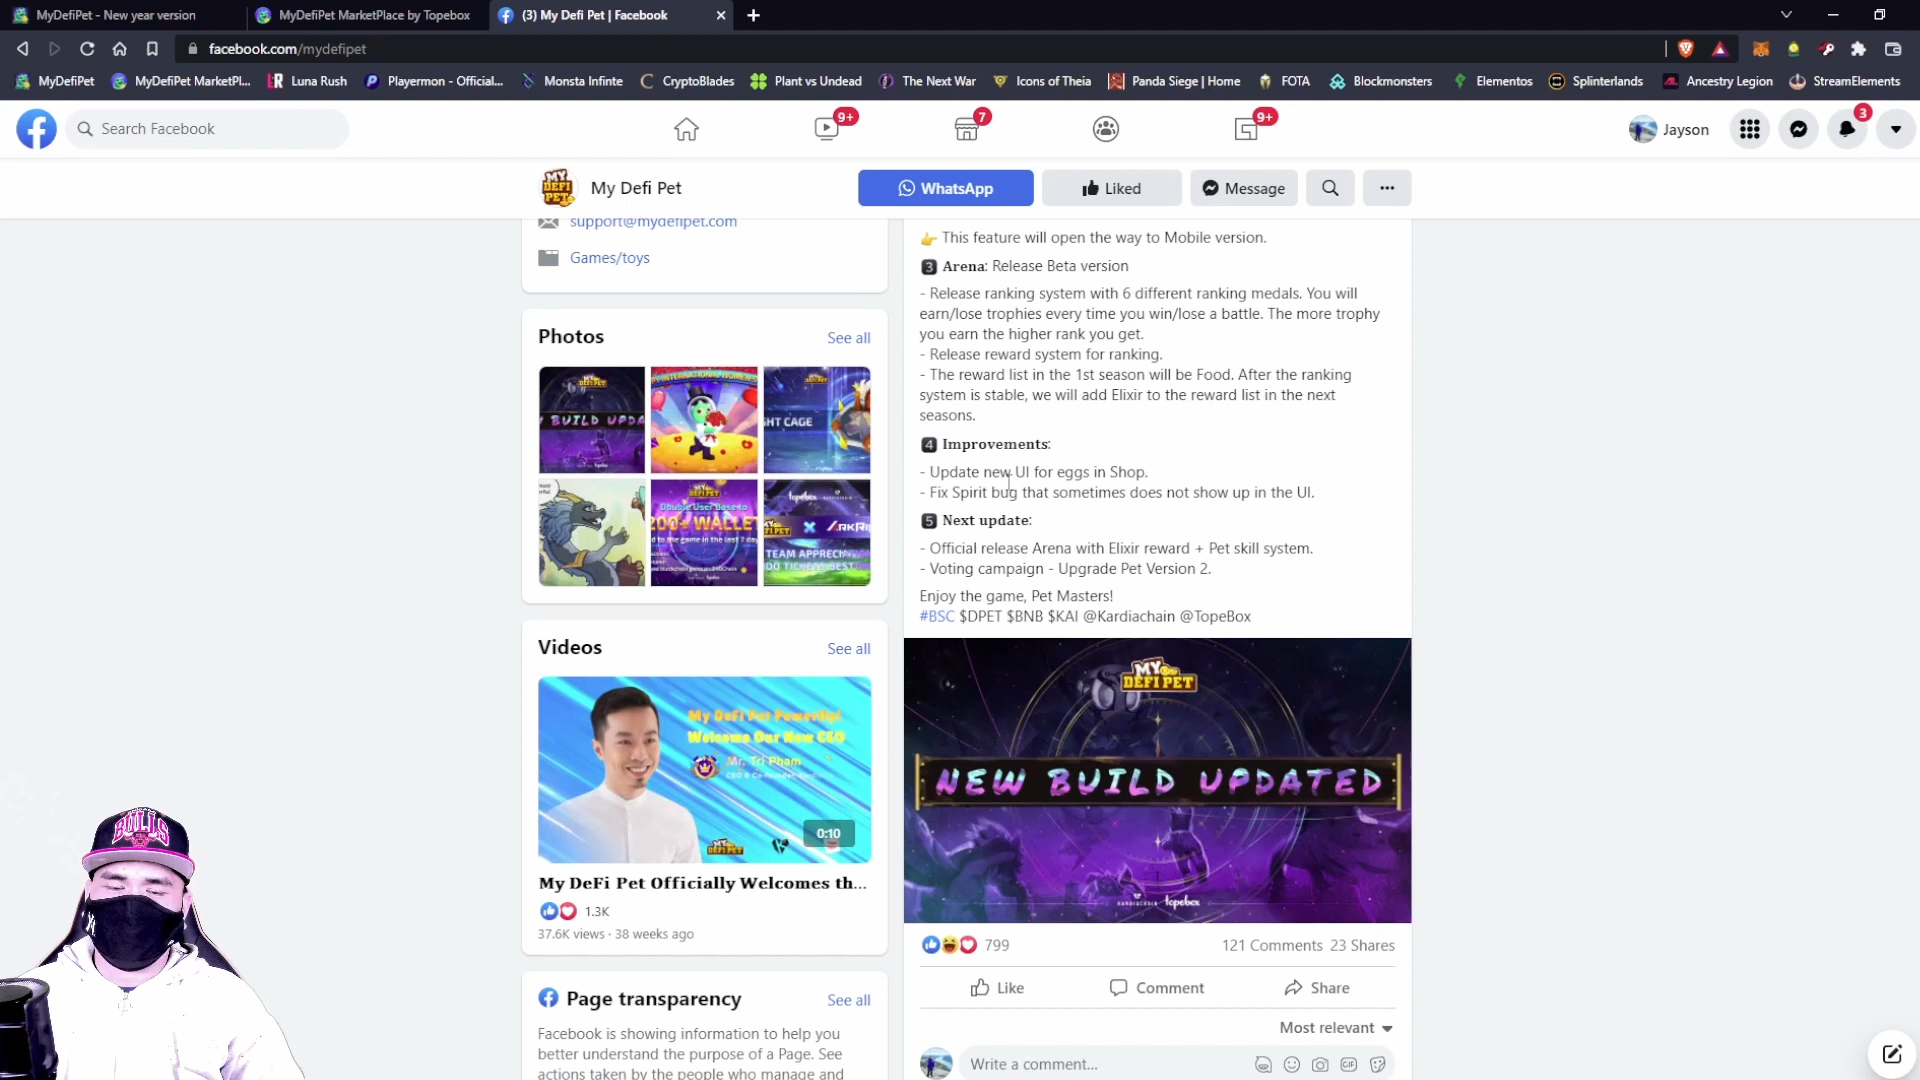 MyDefiPet - New year version
MyDefiPet MarketPlace by Topebox
(3) My Defi Pet | Facebook
facebook.com/mydefipet
MyDefiPet
MyDefiPet MarketPl...
Luna Rush
Playermon - Official...
Monsta Infinte
CryptoBlades
Plant vs Undead
The Next War
Icons of Theia
Panda Siege | Home
FOTA
Blockmonsters
Elementos
Splinterlands
Ancestry Legion
StreamElements
Search Facebook
9+
7
9+
Jayson
3
MY DEFI PET
My Defi Pet
WhatsApp
Liked
Message
support@mydefipet.com
Games/toys
Photos
See all
Videos
See all
My DeFi Pet PowerUp!
Welcome Our New CEO
Mr. Tri Pham
0:10
My DeFi Pet Officially Welcomes th...
1.3K
37.6K views · 38 weeks ago
Page transparency
See all
Facebook is showing information to help you
better understand the purpose of a Page. See
actions taken by the people who manage and
👉 This feature will open the way to Mobile version.
3 Arena: Release Beta version
- Release ranking system with 6 different ranking medals. You will
earn/lose trophies every time you win/lose a battle. The more trophy
you earn the higher rank you get.
- Release reward system for ranking.
- The reward list in the 1st season will be Food. After the ranking
system is stable, we will add Elixir to the reward list in the next
seasons.
4 Improvements:
- Update new UI for eggs in Shop.
- Fix Spirit bug that sometimes does not show up in the UI.
5 Next update:
- Official release Arena with Elixir reward + Pet skill system.
- Voting campaign - Upgrade Pet Version 2.
Enjoy the game, Pet Masters!
#BSC $DPET $BNB $KAI @Kardiachain @TopeBox
MY DEFI PET
NEW BUILD UPDATED
KARDIACHAIN topebox
799
121 Comments 23 Shares
Like
Comment
Share
Most relevant
Write a comment...
GIF
BULLS